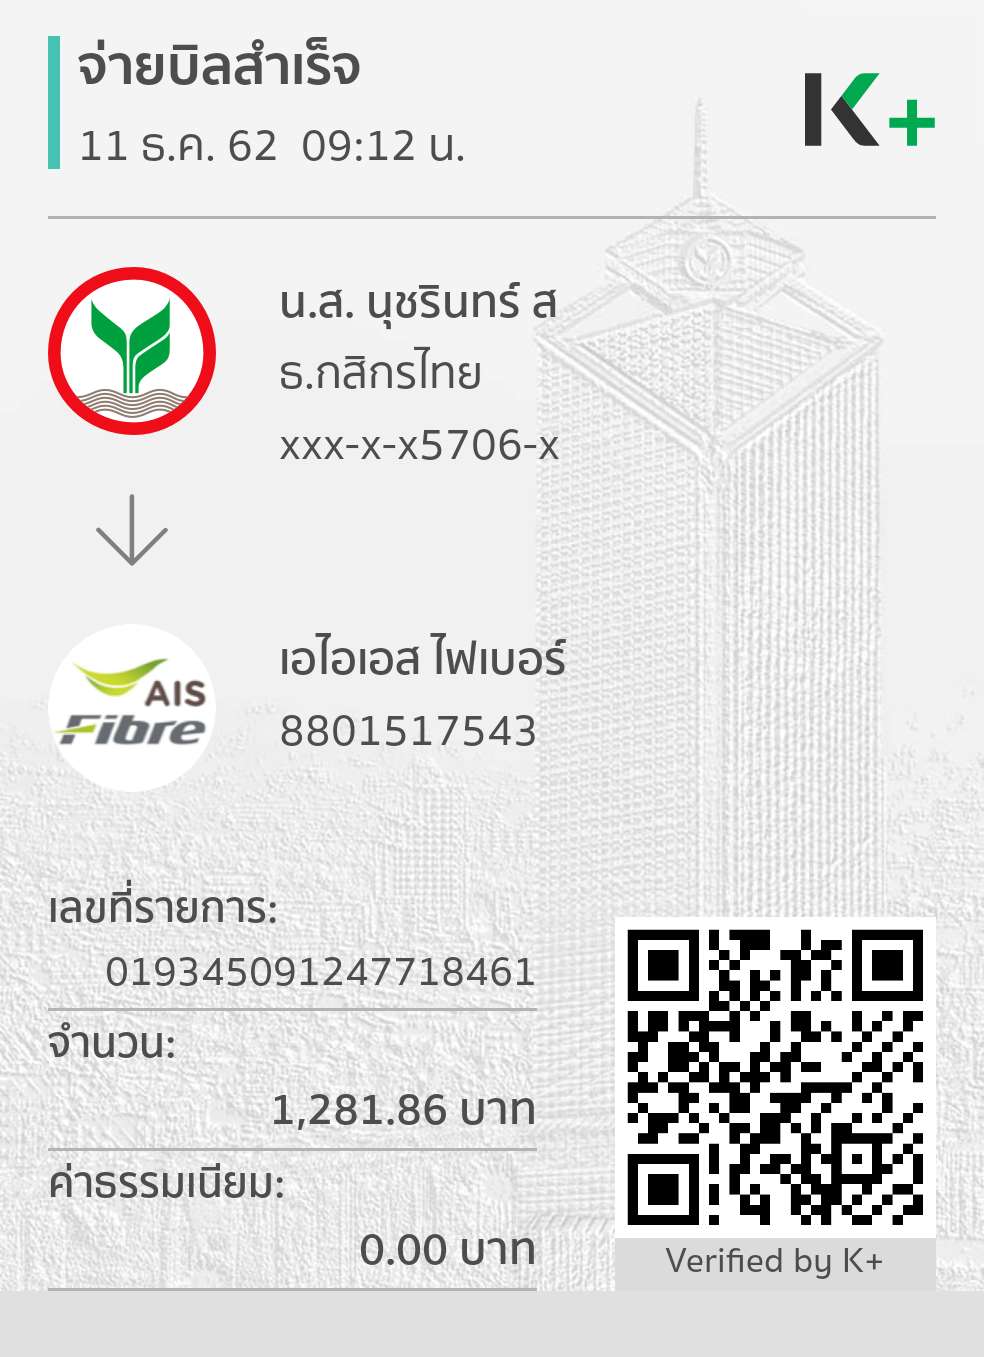 จ่ายบิลสำเร็จ
11 ธ.ค. 62 09:12 น.
K+
น.ส. นุชรินทร์ ส
ธ.กสิกรไทย
xxx-x-x5706-x
AIS
Fibre
เอไอเอส ไฟเบอร์
8801517543
เลขที่รายการ:
019345091247718461
จำนวน:
1,281.86 บาท
ค่าธรรมเนียม:
0.00 บาท
Verified by K+